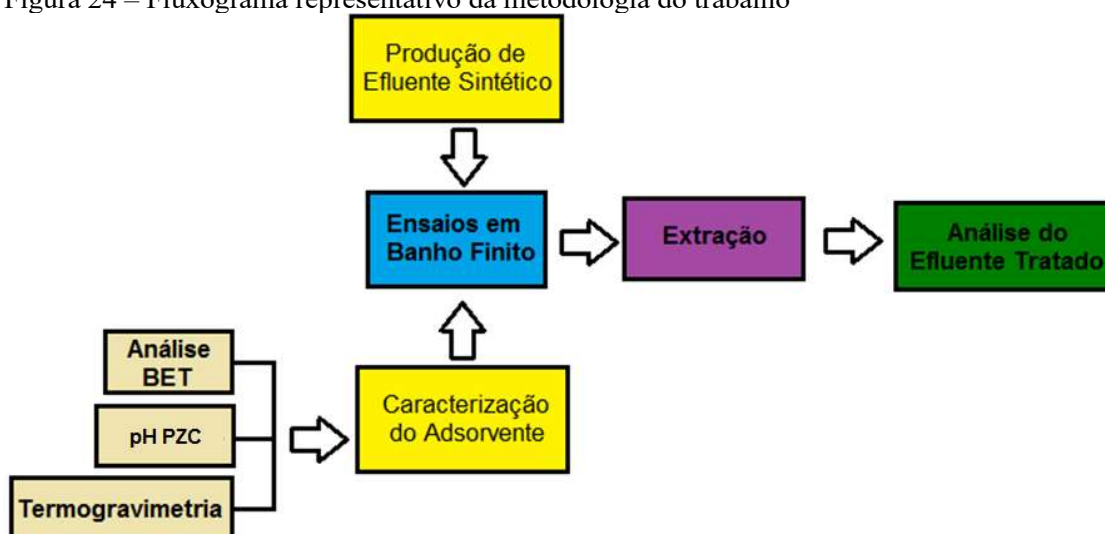 Figura 24 – Fluxograma representativo da metodologia do trabalho
Produção de
Efluente Sintético
Ensaios em
Banho Finito
Extração
Análise do
Efluente Tratado
Análise
BET
pH PZC
Termogravimetria
Caracterização
do Adsorvente